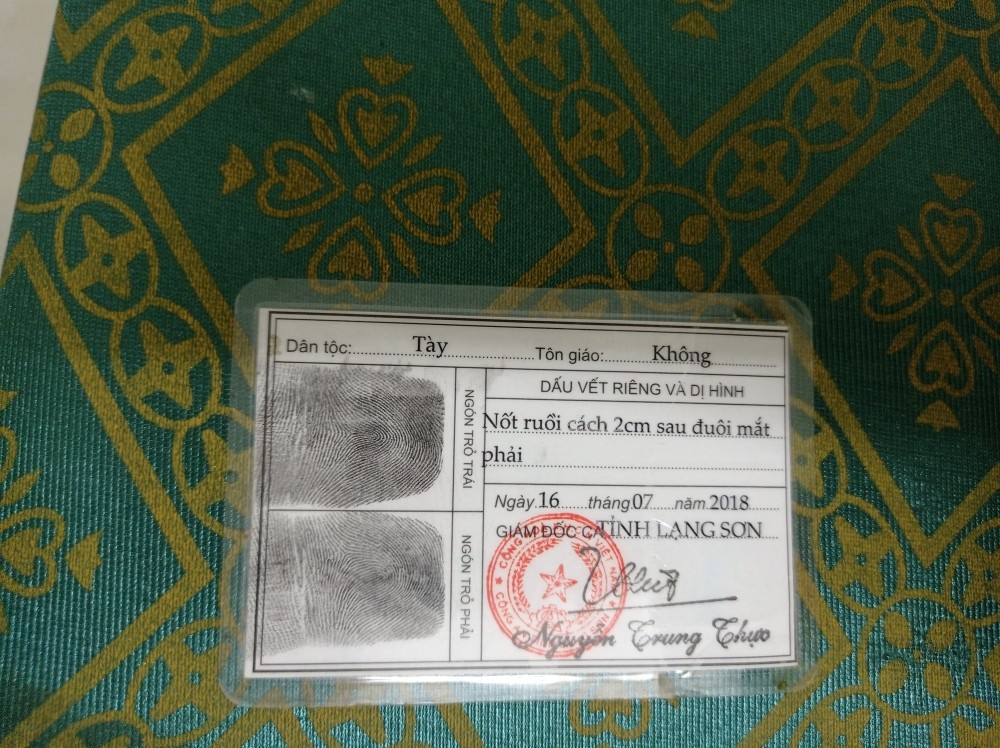 Dân tộc: Tày Tôn giáo: Không
NGÓN TRỎ TRÁI
DẤU VẾT RIÊNG VÀ DỊ HÌNH
Nốt ruồi cách 2cm sau đuôi mắt
phải
NGÓN TRỎ PHẢI
Ngày 16 tháng 07 năm 2018
GIÁM ĐỐC CA TỈNH LẠNG SƠN
Nguyễn Trung Thực